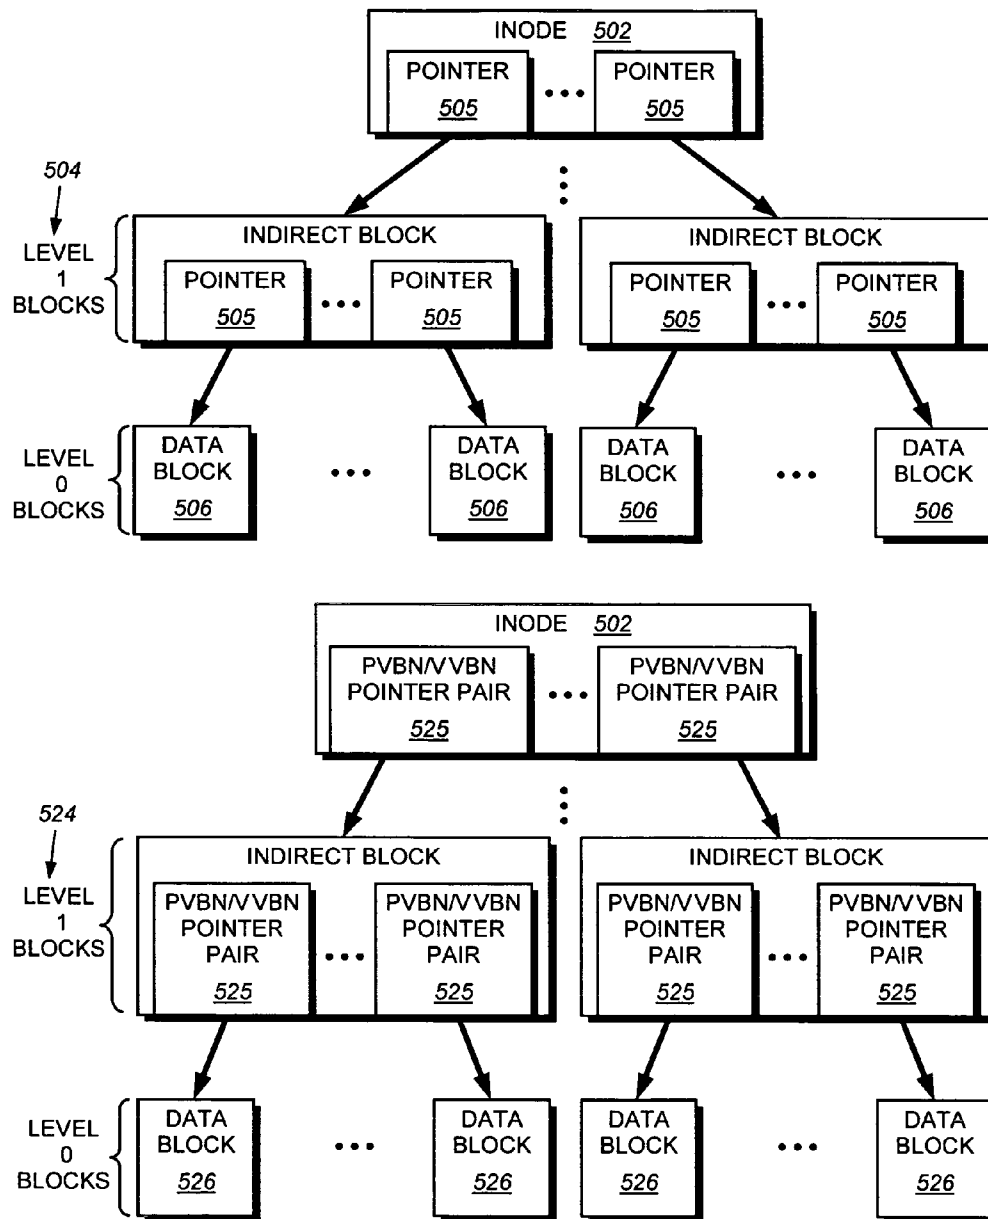 INODE 502
POINTER POINTER
505 505
504
LEVEL
1
BLOCKS
INDIRECT BLOCK INDIRECT BLOCK
POINTER POINTER POINTER POINTER
505 505 505 505
LEVEL
0
BLOCKS
DATA DATA DATA DATA
BLOCK BLOCK BLOCK BLOCK
506 506 506 506
INODE 502
PVBN/VVBN PVBN/VVBN
POINTER PAIR POINTER PAIR
525 525
524
LEVEL
1
BLOCKS
INDIRECT BLOCK INDIRECT BLOCK
PVBN/VVBN PVBN/VVBN PVBN/VVBN PVBN/VVBN
POINTER POINTER POINTER POINTER
PAIR PAIR PAIR PAIR
525 525 525 525
LEVEL
0
BLOCKS
DATA DATA DATA DATA
BLOCK BLOCK BLOCK BLOCK
526 526 526 526